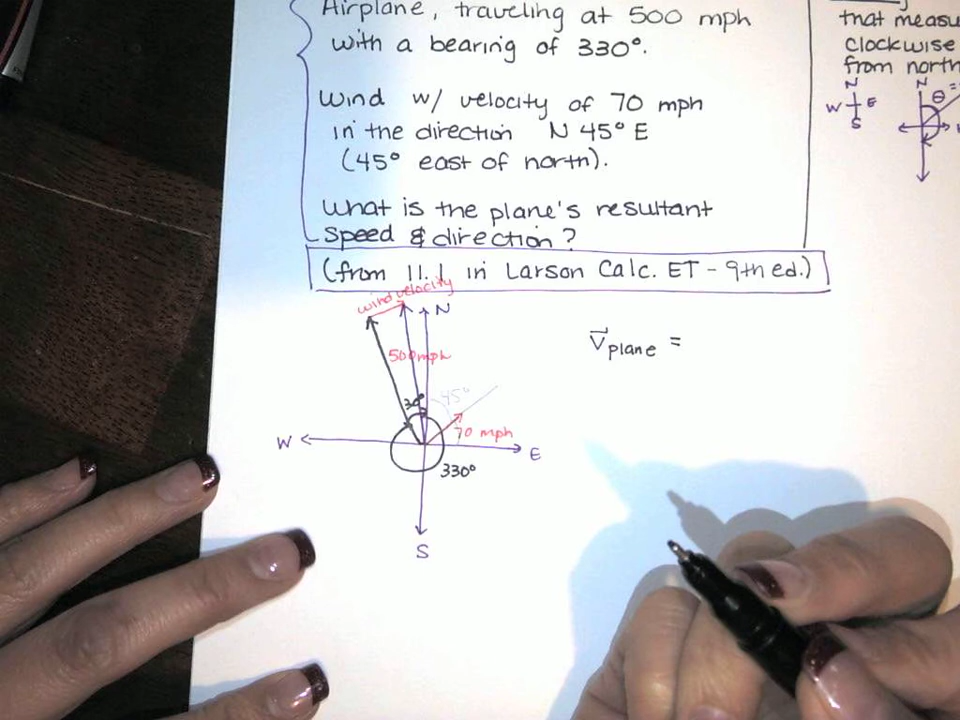 Airplane, traveling at 500 mph
with a bearing of 330°.
Wind w/ velocity of 70 mph
in the direction N 45° E
(45° east of north).
What is the plane's resultant
speed & direction?
(from 11.1 in Larson Calc. ET - 9th ed.)
that measu
clockwise
from north
N
W E
S
N
θ =
wind velocity
N
500 mph
30°
45°
70 mph
W
E
330°
S
V plane =